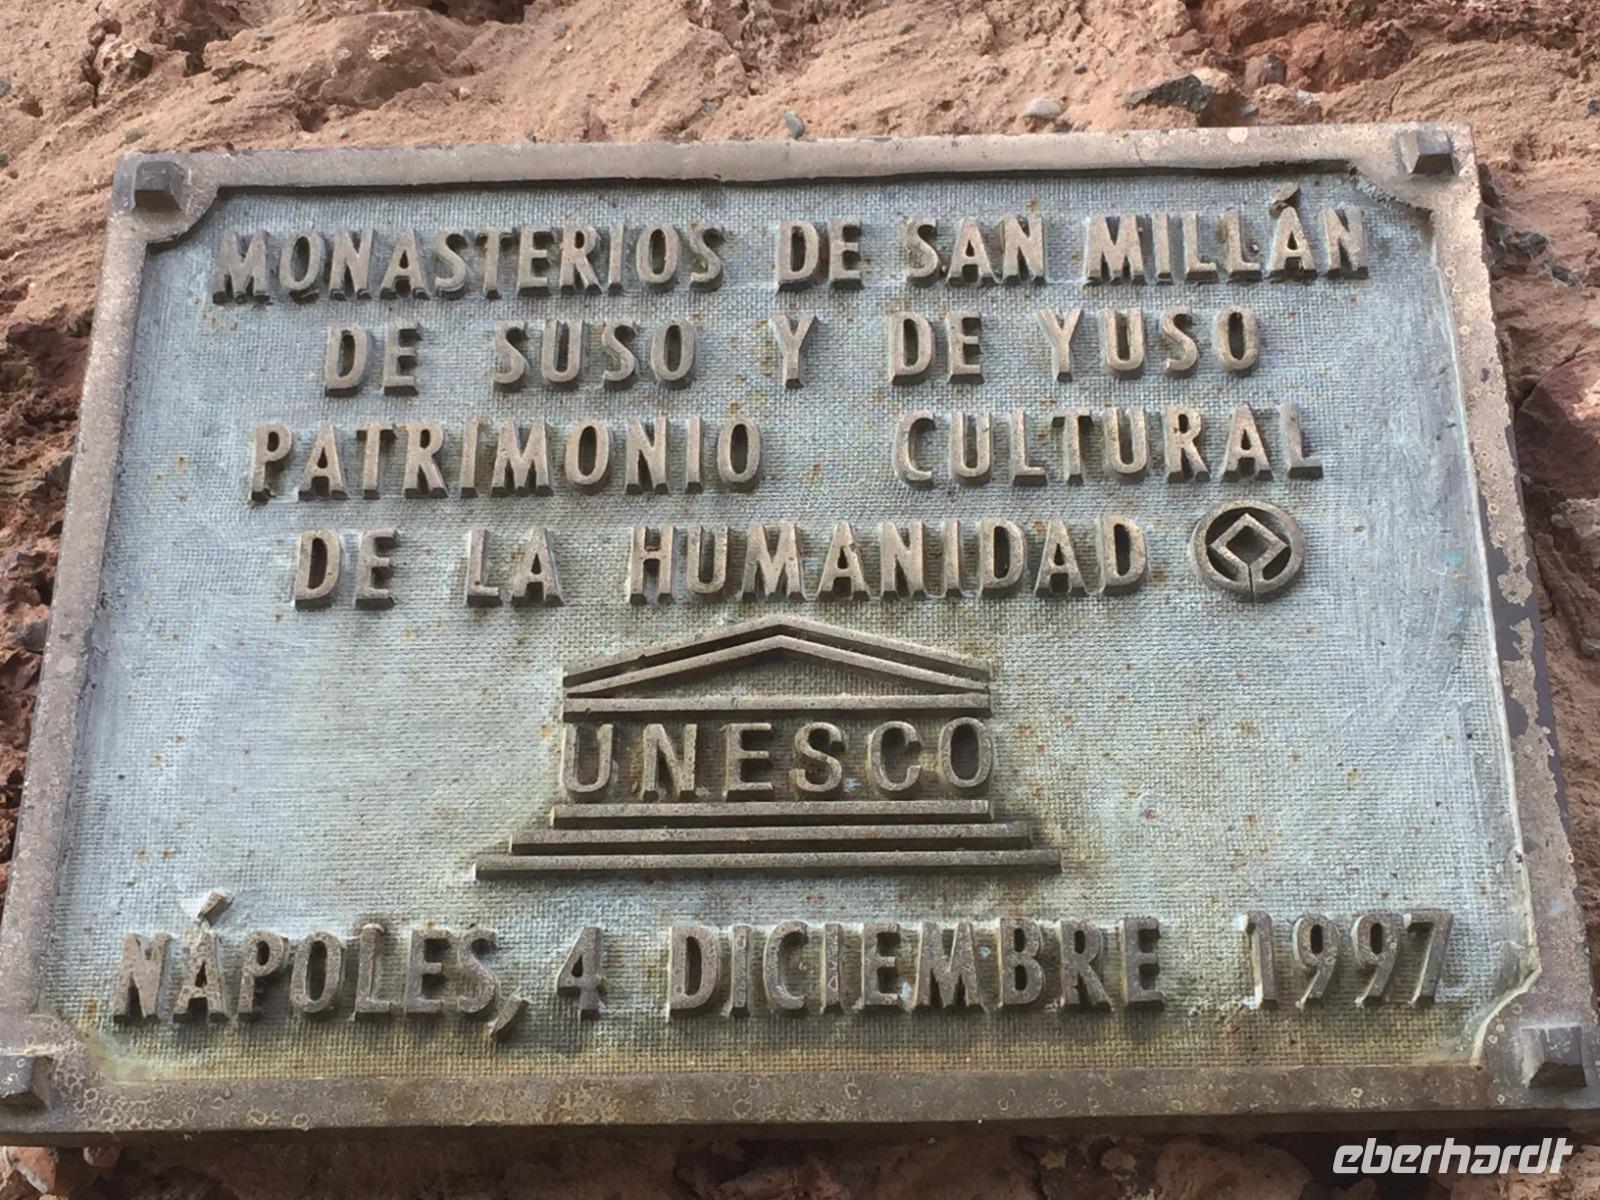 MONASTERIOS DE SAN MILLÁN
DE SUSO Y DE YUSO
PATRIMONIO CULTURAL
DE LA HUMANIDAD
UNESCO
NÁPOLES, 4 DICIEMBRE 1997
eberhardt